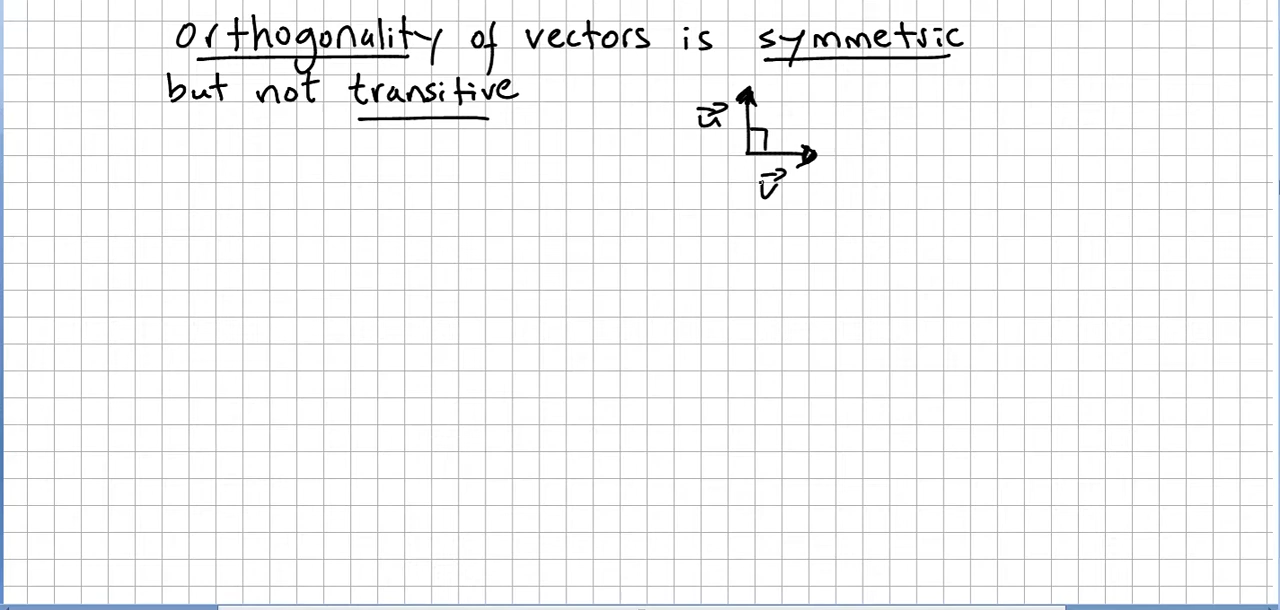 orthogonality of vectors is symmetric
but not transitive
u⃗
v⃗